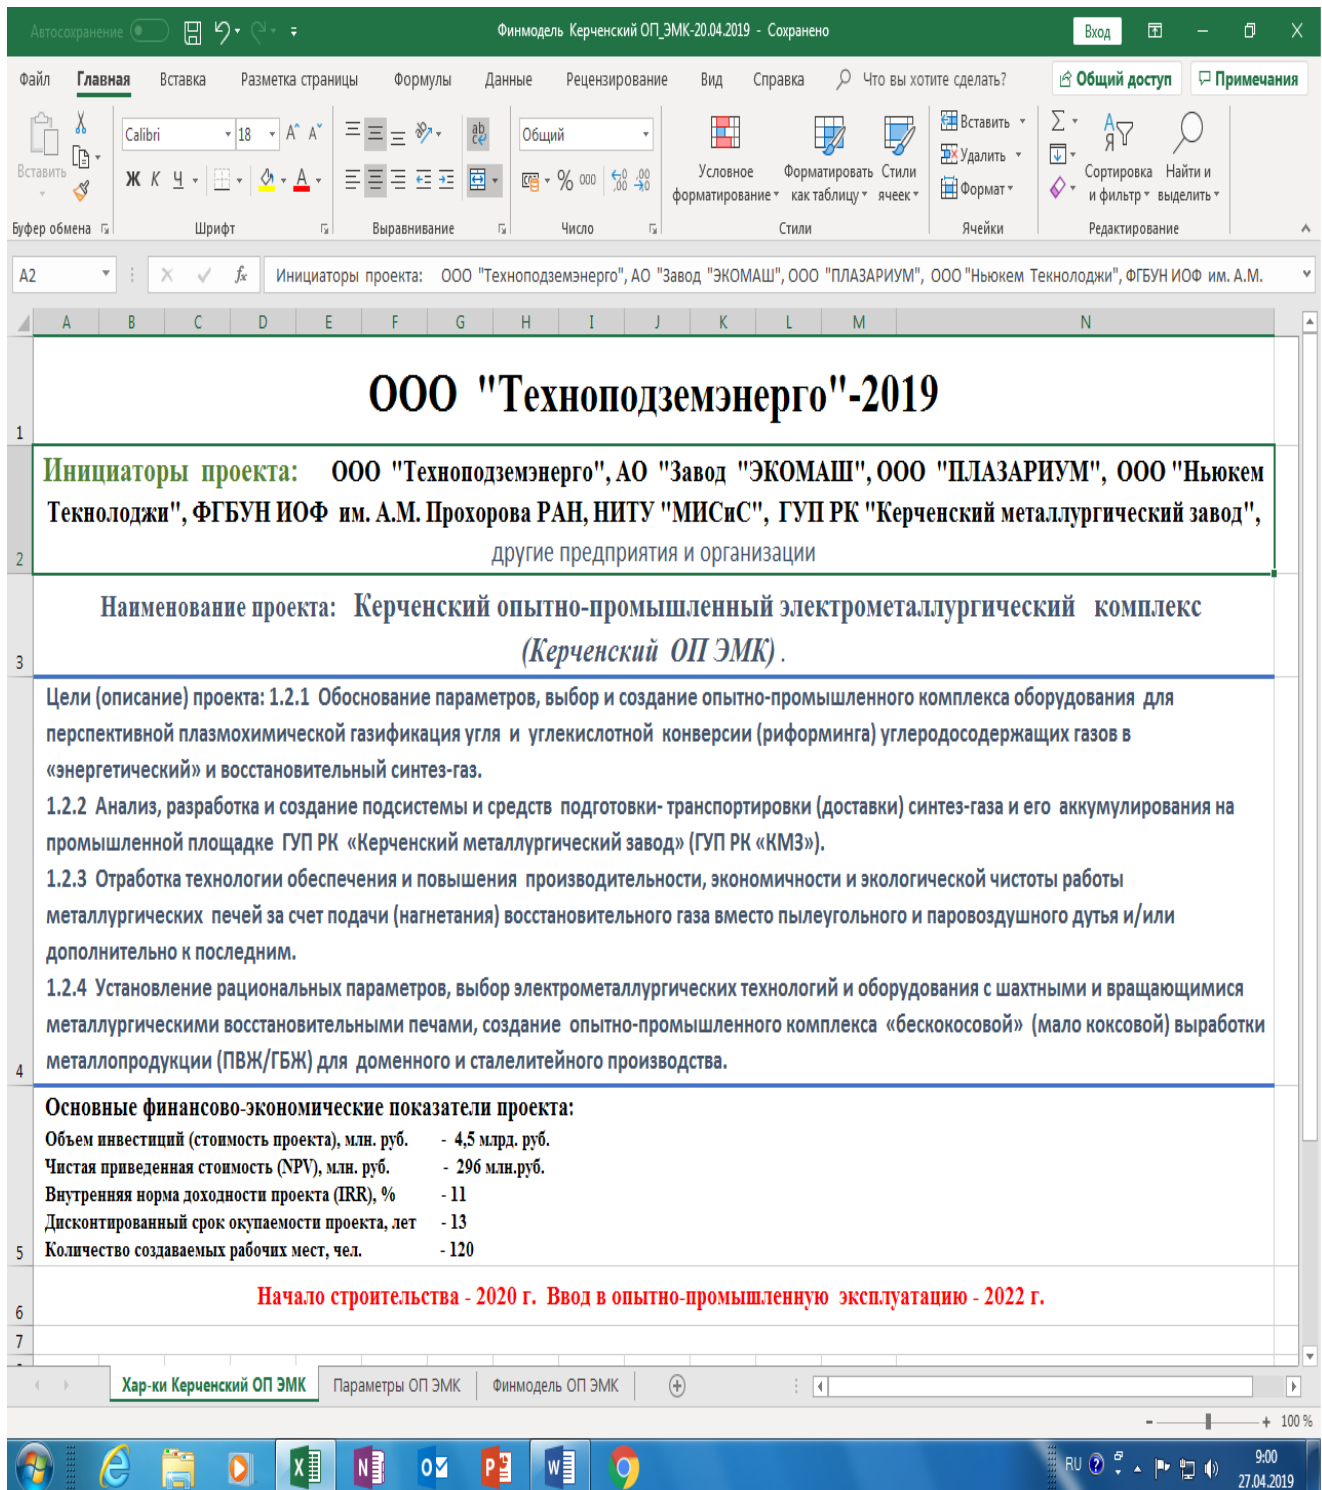 Автосохранение
Финмодель Керченский ОП_ЭМК-20.04.2019 - Сохранено
Вход
Файл Главная Вставка Разметка страницы Формулы Данные Рецензирование Вид Справка Что вы хотите сделать? Общий доступ Примечания
Вставить
Calibri 18
Ж К Ч
Общий
% 000
Условное форматирование
Форматировать как таблицу
Стили ячеек
Вставить
Удалить
Формат
Сортировка и фильтр
Найти и выделить
Буфер обмена Шрифт Выравнивание Число Стили Ячейки Редактирование
A2 fx Инициаторы проекта: ООО "Техноподземэнерго", АО "Завод "ЭКОМАШ", ООО "ПЛАЗАРИУМ", ООО "Ньюкем Текнолоджи", ФГБУН ИОФ им. А.М.
A B C D E F G H I J K L M N
1
ООО "Техноподземэнерго"-2019
2
Инициаторы проекта: ООО "Техноподземэнерго", АО "Завод "ЭКОМАШ", ООО "ПЛАЗАРИУМ", ООО "Ньюкем
Текнолоджи", ФГБУН ИОФ им. А.М. Прохорова РАН, НИТУ "МИСиС", ГУП РК "Керченский металлургический завод",
другие предприятия и организации
3
Наименование проекта: Керченский опытно-промышленный электрометаллургический комплекс
(Керченский ОП ЭМК) .
4
Цели (описание) проекта: 1.2.1 Обоснование параметров, выбор и создание опытно-промышленного комплекса оборудования для
перспективной плазмохимической газификация угля и углекислотной конверсии (риформинга) углеродосодержащих газов в
«энергетический» и восстановительный синтез-газ.
1.2.2 Анализ, разработка и создание подсистемы и средств подготовки- транспортировки (доставки) синтез-газа и его аккумулирования на
промышленной площадке ГУП РК «Керченский металлургический завод» (ГУП РК «КМЗ»).
1.2.3 Отработка технологии обеспечения и повышения производительности, экономичности и экологической чистоты работы
металлургических печей за счет подачи (нагнетания) восстановительного газа вместо пылеугольного и паровоздушного дутья и/или
дополнительно к последним.
1.2.4 Установление рациональных параметров, выбор электрометаллургических технологий и оборудования с шахтными и вращающимися
металлургическими восстановительными печами, создание опытно-промышленного комплекса «бескокосовой» (мало коксовой) выработки
металлопродукции (ПВЖ/ГБЖ) для доменного и сталелитейного производства.
5
Основные финансово-экономические показатели проекта:
Объем инвестиций (стоимость проекта), млн. руб. - 4,5 млрд. руб.
Чистая приведенная стоимость (NPV), млн. руб. - 296 млн.руб.
Внутренняя норма доходности проекта (IRR), % - 11
Дисконтированный срок окупаемости проекта, лет - 13
Количество создаваемых рабочих мест, чел. - 120
6
Начало строительства - 2020 г. Ввод в опытно-промышленную эксплуатацию - 2022 г.
7
Хар-ки Керченский ОП ЭМК Параметры ОП ЭМК Финмодель ОП ЭМК
100 %
RU
9:00
27.04.2019